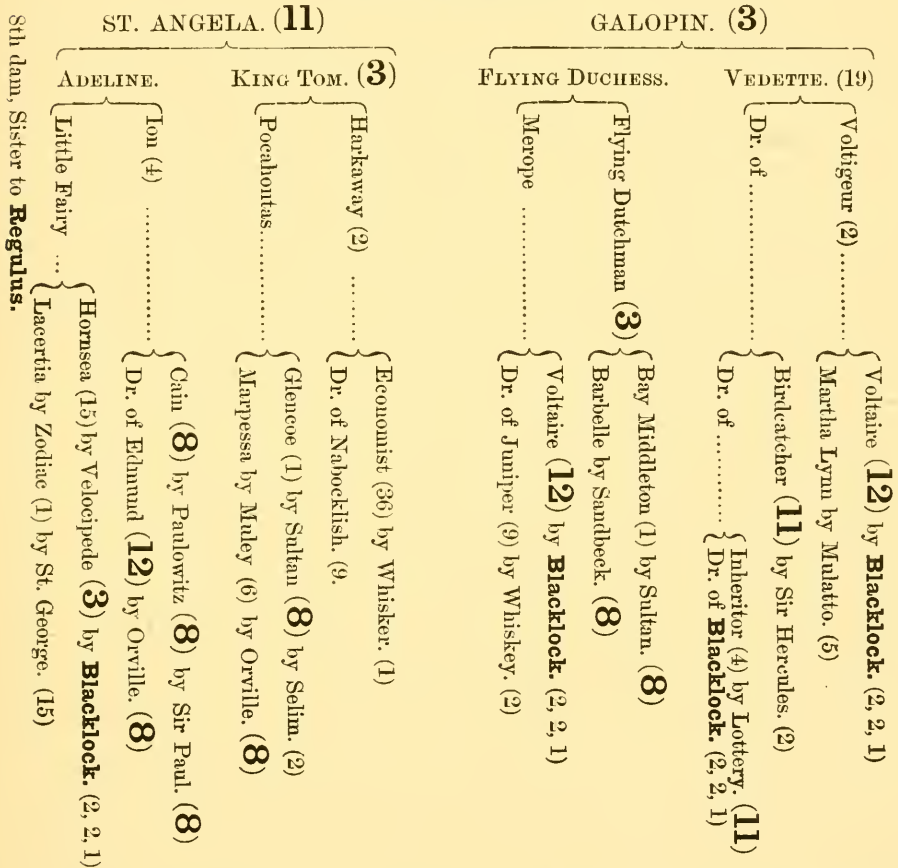 ST. ANGELA. (11)
GALOPIN. (3)
ADELINE.
KING TOM. (3)
FLYING DUCHESS.
VEDETTE. (19)
Voltigeur (2) ............
Dr. of ..................
Flying Dutchman (3)
Merope ..................
Harkaway (2) .........
Pocahontas ............
Ion (4) ..................
Little Fairy ...
Voltaire (12) by Blacklock. (2, 2, 1)
Martha Lynn by Mulatto. (5)
Birdcatcher (11) by Sir Hercules. (2)
Dr. of ............
Inheritor (4) by Lottery. (11)
Dr. of Blacklock. (2, 2, 1)
Bay Middleton (1) by Sultan. (8)
Barbelle by Sandbeck. (8)
Voltaire (12) by Blacklock. (2, 2, 1)
Dr. of Juniper (9) by Whiskey. (2)
Economist (36) by Whisker. (1)
Dr. of Nabocklish. (9.
Glencoe (1) by Sultan (8) by Selim. (2)
Marpessa by Muley (6) by Orville. (8)
Cain (8) by Paulowitz (8) by Sir Paul. (8)
Dr. of Edmund (12) by Orville. (8)
Hornsea (15) by Velocipede (3) by Blacklock. (2, 2, 1)
Lacertia by Zodiac (1) by St. George. (15)
8th dam, Sister to Regulus.